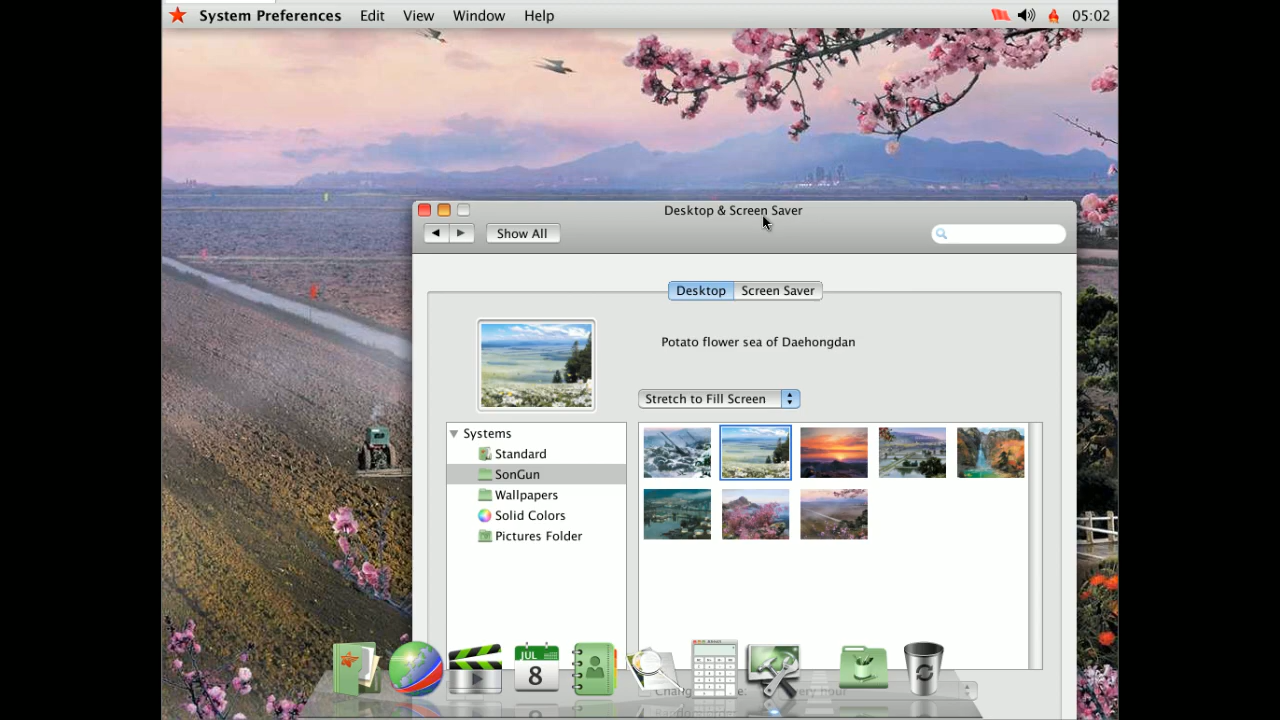 System Preferences Edit View Window Help 05:02
Desktop & Screen Saver
Show All
Desktop Screen Saver
Potato flower sea of Daehongdan
Stretch to Fill Screen
Systems
Standard
SonGun
Wallpapers
Solid Colors
Pictures Folder
JUL
8